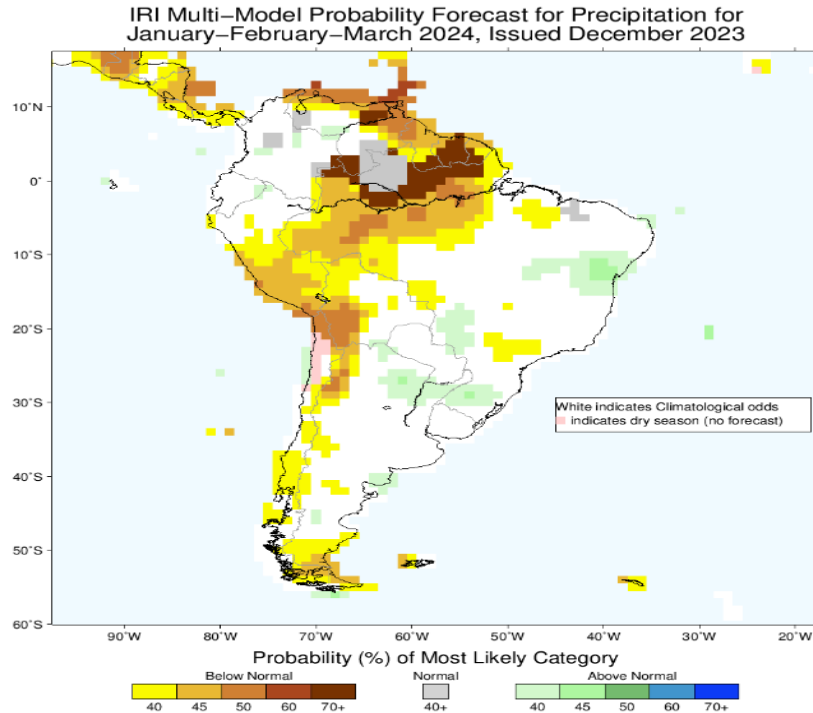 IRI Multi−Model Probability Forecast for Precipitation for
January−February−March 2024, Issued December 2023
10˚N
0˚
10˚S
20˚S
30˚S
40˚S
50˚S
60˚S
White indicates Climatological odds
indicates dry season (no forecast)
90˚W 80˚W 70˚W 60˚W 50˚W 40˚W 30˚W 20˚W
Probability (%) of Most Likely Category
Below Normal Normal Above Normal
40 45 50 60 70+ 40+ 40 45 50 60 70+